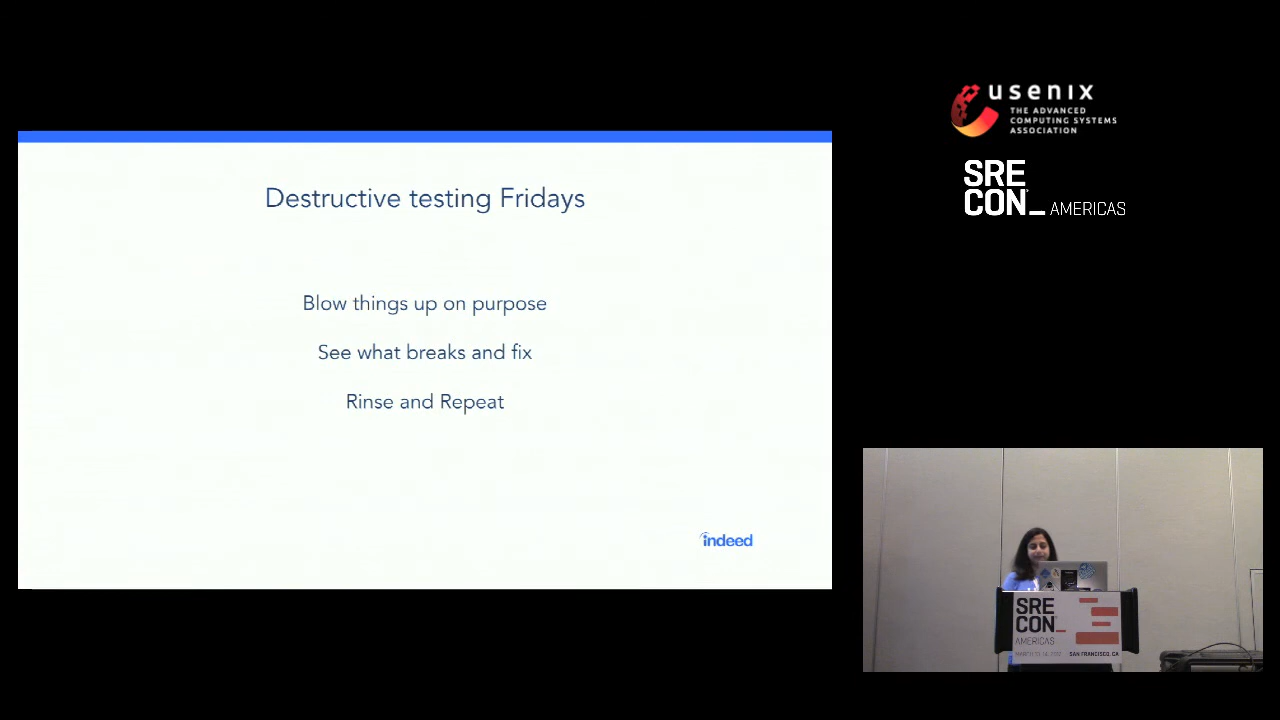 Destructive testing Fridays
Blow things up on purpose
See what breaks and fix
Rinse and Repeat
indeed
usenix
THE ADVANCED
COMPUTING SYSTEMS
ASSOCIATION
SRE
CON_ AMERICAS
SRE
CON_
AMERICAS
SAN FRANCISCO, CA